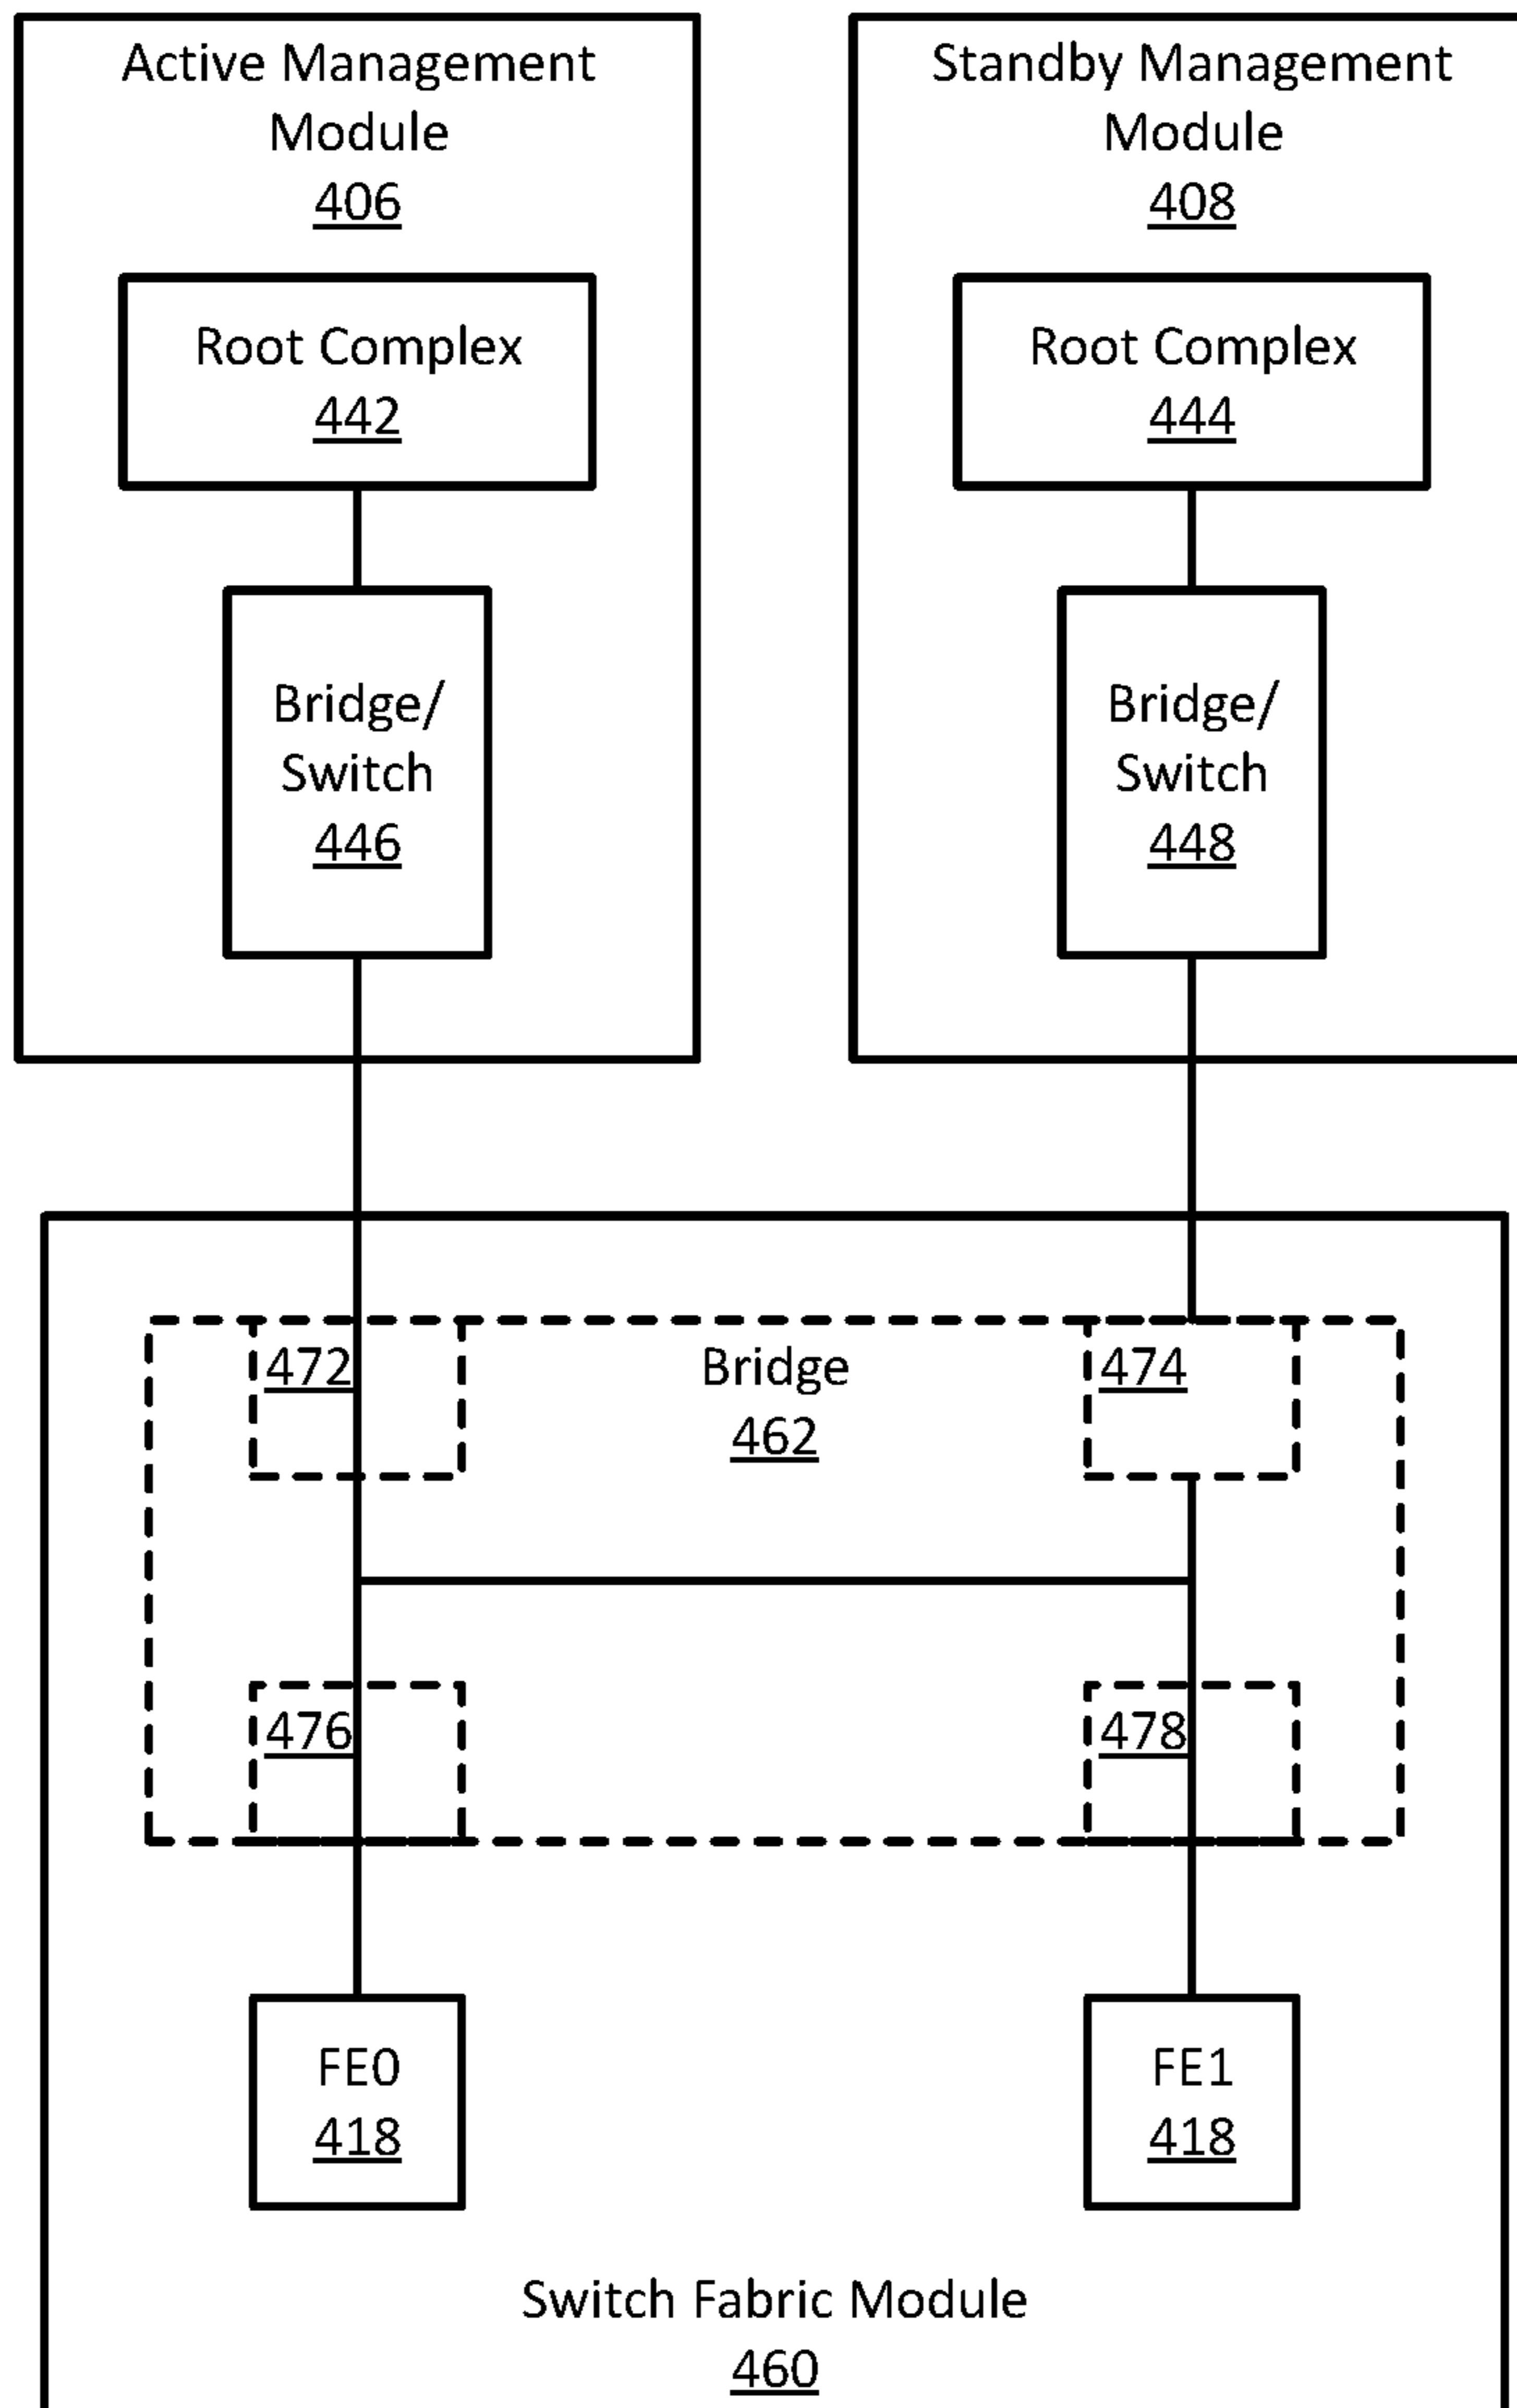 Active Management
Module
406
Standby Management
Module
408
Root Complex
442
Root Complex
444
Bridge/
Switch
446
Bridge/
Switch
448
472
Bridge
462
474
476
478
FE0
418
FE1
418
Switch Fabric Module
460